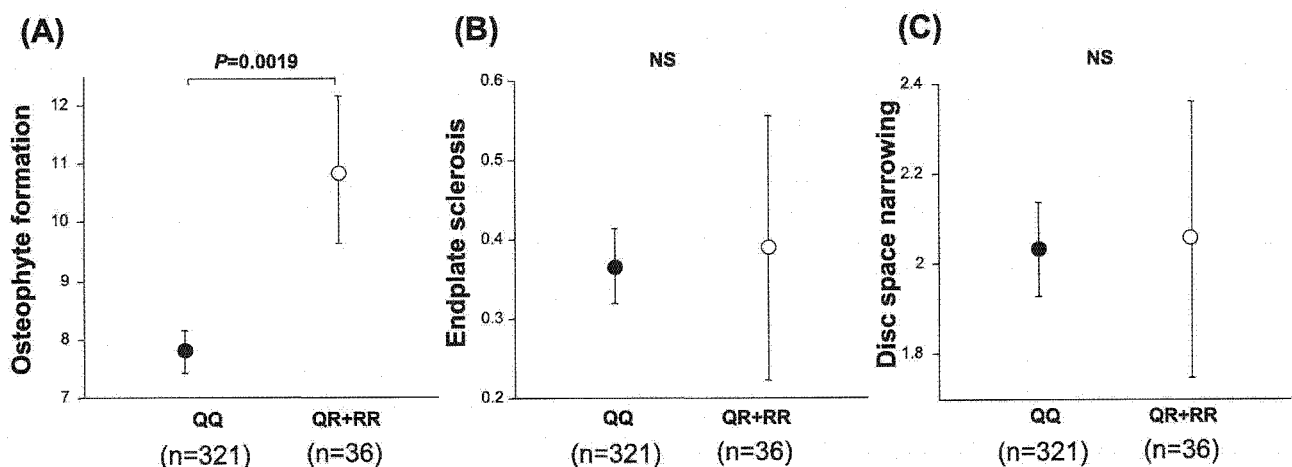 (A)
P=0.0019
Osteophyte formation
12
11
10
9
8
7
QQ
QR+RR
(n=321)
(n=36)
(B)
NS
Endplate sclerosis
0.6
0.5
0.4
0.3
0.2
QQ
QR+RR
(n=321)
(n=36)
(C)
NS
Disc space narrowing
2.4
2.2
2
1.8
QQ
QR+RR
(n=321)
(n=36)